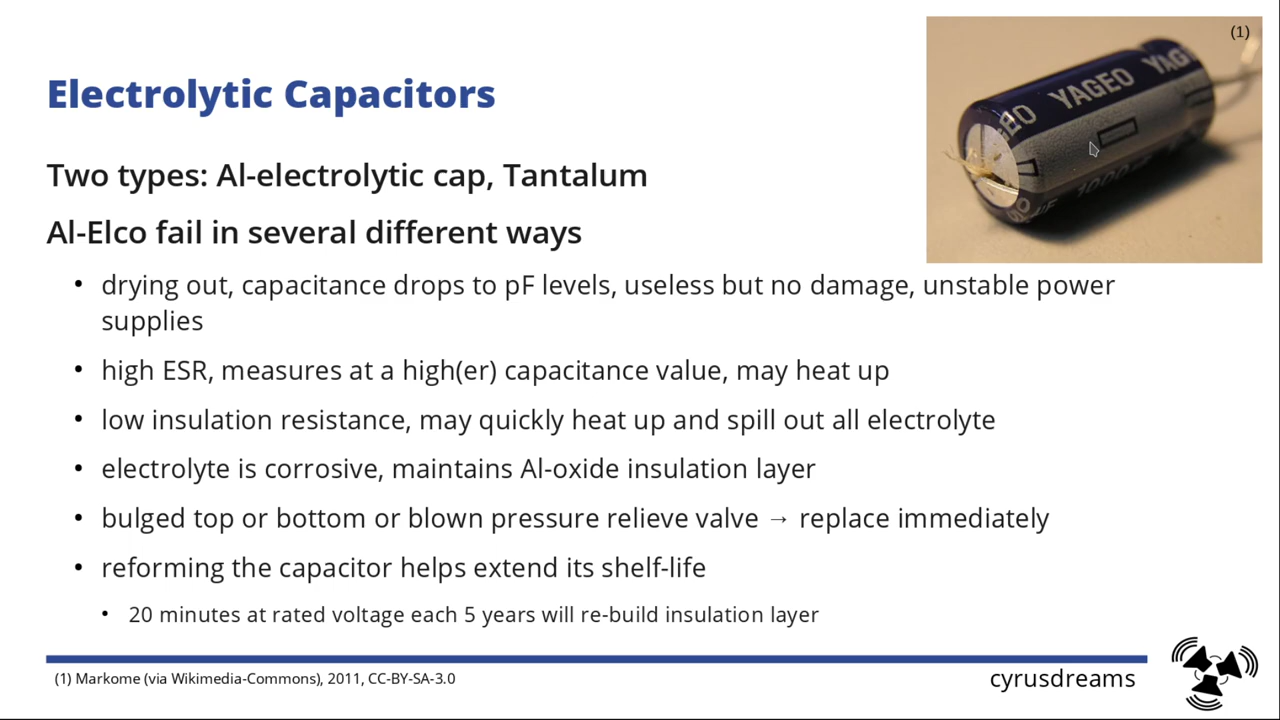 (1)
Electrolytic Capacitors
YAGEO YAG
EO
1000
µF
Two types: Al-electrolytic cap, Tantalum
Al-Elco fail in several different ways
• drying out, capacitance drops to pF levels, useless but no damage, unstable power
supplies
• high ESR, measures at a high(er) capacitance value, may heat up
• low insulation resistance, may quickly heat up and spill out all electrolyte
• electrolyte is corrosive, maintains Al-oxide insulation layer
• bulged top or bottom or blown pressure relieve valve → replace immediately
• reforming the capacitor helps extend its shelf-life
• 20 minutes at rated voltage each 5 years will re-build insulation layer
(1) Markome (via Wikimedia-Commons), 2011, CC-BY-SA-3.0
cyrusdreams